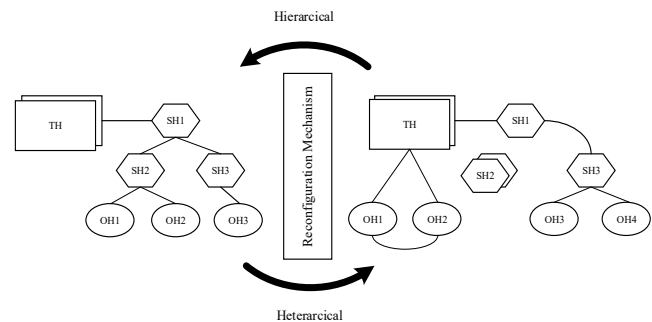 Hierarcical
TH
SH1
SH2
SH3
OH1
OH2
OH3
Reconfiguration Mechanism
TH
SH1
SH2
SH3
OH1
OH2
OH3
OH4
Heterarcical